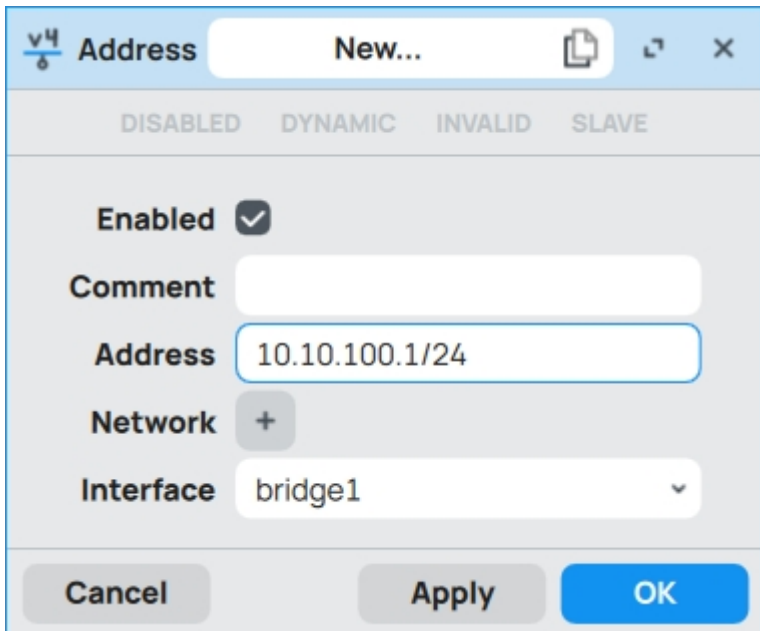 v4 Address New...
DISABLED DYNAMIC INVALID SLAVE
Enabled
Comment
Address 10.10.100.1/24
Network +
Interface bridge1
Cancel Apply OK